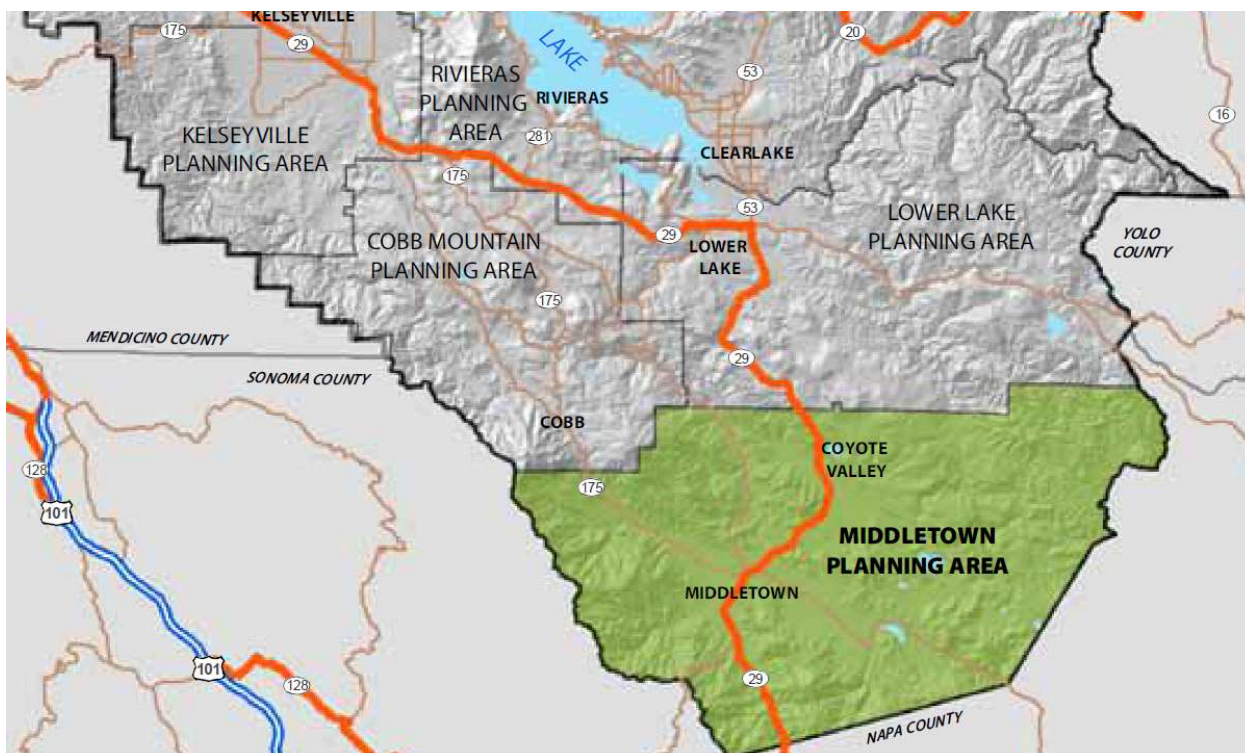 KELSEYVILLE
175
29
20
LAKE
53
16
RIVIERAS
PLANNING
AREA
RIVIERAS
281
KELSEYVILLE
PLANNING AREA
CLEARLAKE
175
53
LOWER LAKE
PLANNING AREA
YOLO
COUNTY
COBB MOUNTAIN
PLANNING AREA
29
LOWER
LAKE
175
MENDICINO COUNTY
SONOMA COUNTY
29
COBB
COYOTE
VALLEY
128
175
101
MIDDLETOWN
PLANNING AREA
MIDDLETOWN
101
128
29
NAPA COUNTY